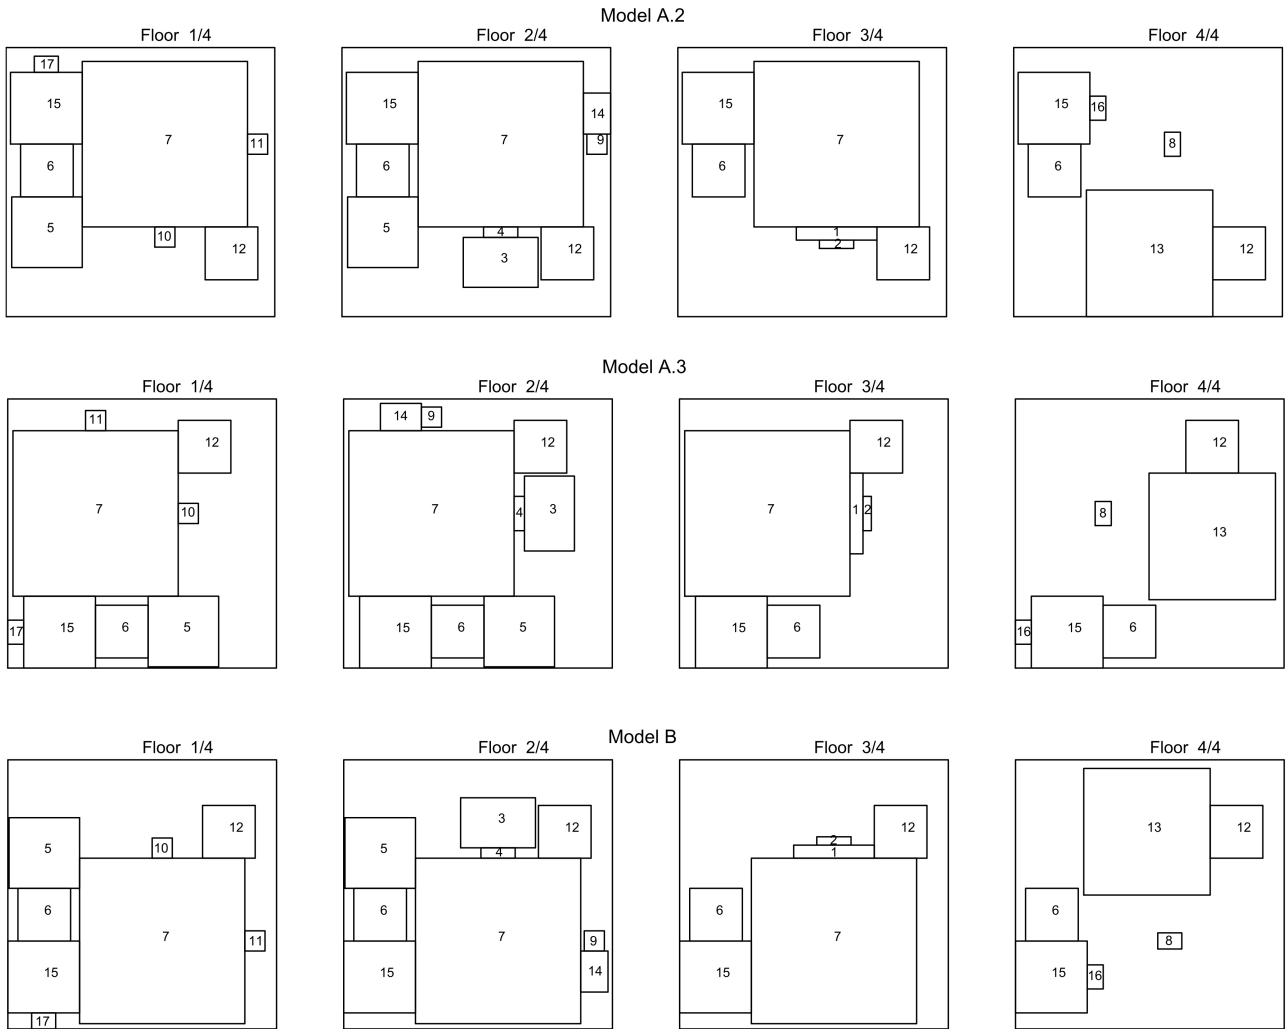 Model A.2
Floor 1/4 Floor 2/4 Floor 3/4 Floor 4/4
17
15 15 14 15 15 16
7 7 9 7 8
11
6 6 6 6
5 10 12 5 4 3 12 1 2 12 13 12
Model A.3
Floor 1/4 Floor 2/4 Floor 3/4 Floor 4/4
11 14 9
12 12 12 12
7 10 7 4 3 7 1 2 8 13
17 15 6 5 15 6 5 15 6 16 15 6
Model B
Floor 1/4 Floor 2/4 Floor 3/4 Floor 4/4
3
5 10 12 5 4 12 2 1 12 13 12
6 7 11 6 7 9 6 7 6 8
15 15 14 15 15 16
17